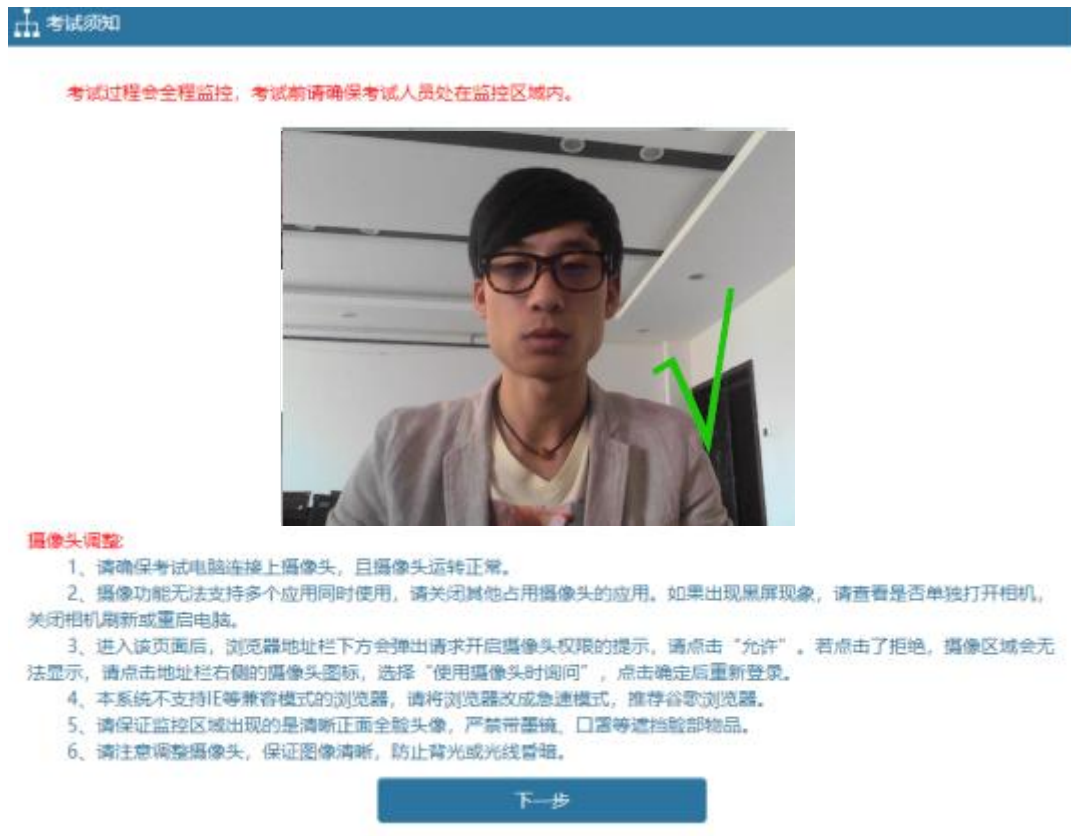 考试须知
考试过程会全程监控，考试前请确保考试人员处在监控区域内。
摄像头调整:
1、请确保考试电脑连接上摄像头，且摄像头运转正常。
2、摄像功能无法支持多个应用同时使用，请关闭其他占用摄像头的应用。如果出现黑屏现象，请查看是否单独打开相机，
关闭相机刷新或重启电脑。
3、进入该页面后，浏览器地址栏下方会弹出请求开启摄像头权限的提示，请点击“允许”。若点击了拒绝，摄像区域会无
法显示，请点击地址栏右侧的摄像头图标，选择“使用摄像头时询问”，点击确定后重新登录。
4、本系统不支持IE等兼容模式的浏览器，请将浏览器改成急速模式，推荐谷歌浏览器。
5、请保证监控区域出现的是清晰正面全脸头像，严禁带墨镜、口罩等遮挡脸部物品。
6、请注意调整摄像头，保证图像清晰，防止背光或光线昏暗。
下一步